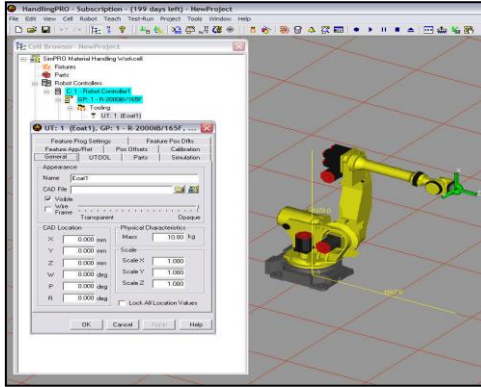 HandlingPRO - Subscription - (199 days left) - NewProject
File Edit View Cell Robot Teach Test-Run Project Tools Window Help
Cell Browser- NewProject
SimPRO Material Handling Workcell
Fixtures
Parts
Robot Controllers
C: 1 - Robot Controller1
GP: 1 - R-2000iB/165F
Tooling
UT: 1 (Eoat1)
UT: 1 (Eoat1), GP: 1 - R-2000iB/165F, ...
Feature Prog Settings Feature Pos Dflts
Feature App/Ret Pos Offsets Calibration
General UTOOL Parts Simulation
Appearance
Name Eoat1
CAD File
Visible
Wire Frame
Transparent Opaque
CAD Location
X 0.000 mm
Y 0.000 mm
Z 0.000 mm
W 0.000 deg
P 0.000 deg
R 0.000 deg
Physical Characteristics
Mass 10.00 kg
Scale
Scale X 1.000
Scale Y 1.000
Scale Z 1.000
Lock All Location Values
OK Cancel Apply Help